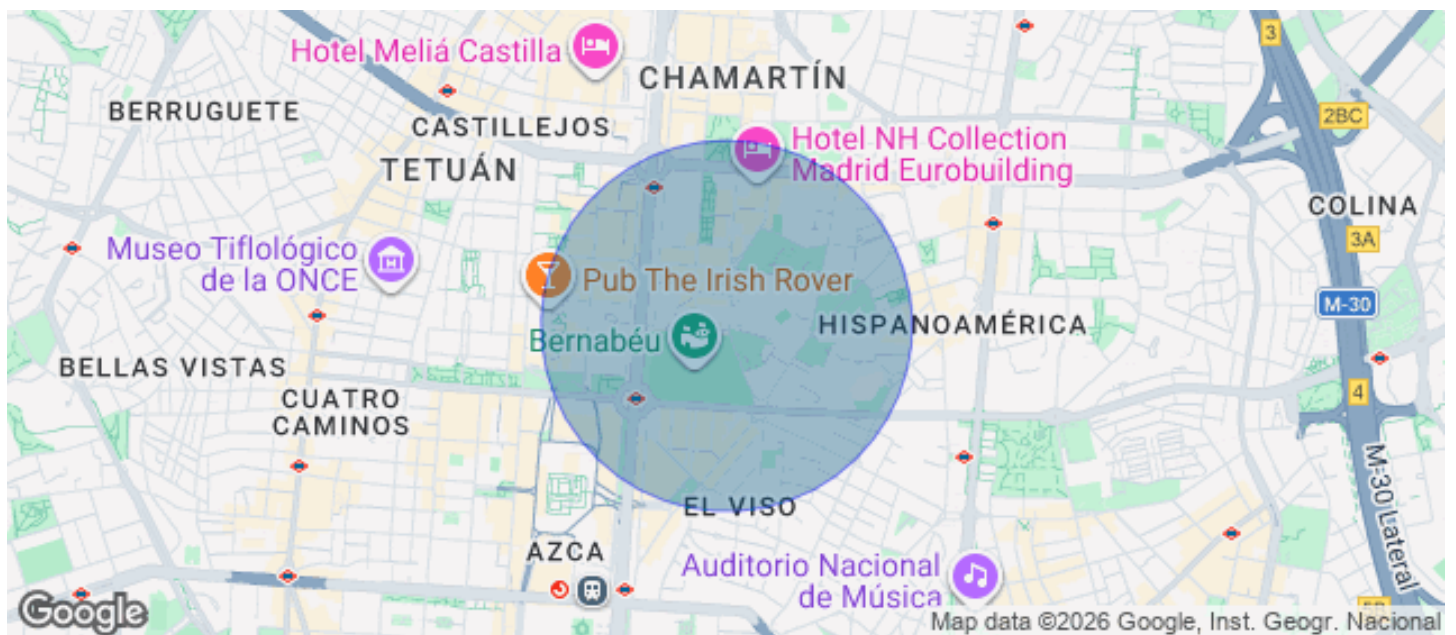 Hotel Meliá Castilla
CHAMARTÍN
3
BERRUGUETE
2BC
CASTILLEJOS
Hotel NH Collection
Madrid Eurobuilding
TETUÁN
COLINA
3A
Museo Tiflológico
de la ONCE
Pub The Irish Rover
M-30
HISPANOAMÉRICA
Bernabéu
BELLAS VISTAS
4
CUATRO
CAMINOS
M-30 Lateral
EL VISO
AZCA
Auditorio Nacional
de Música
Google
Map data ©2026 Google, Inst. Geogr. Nacional